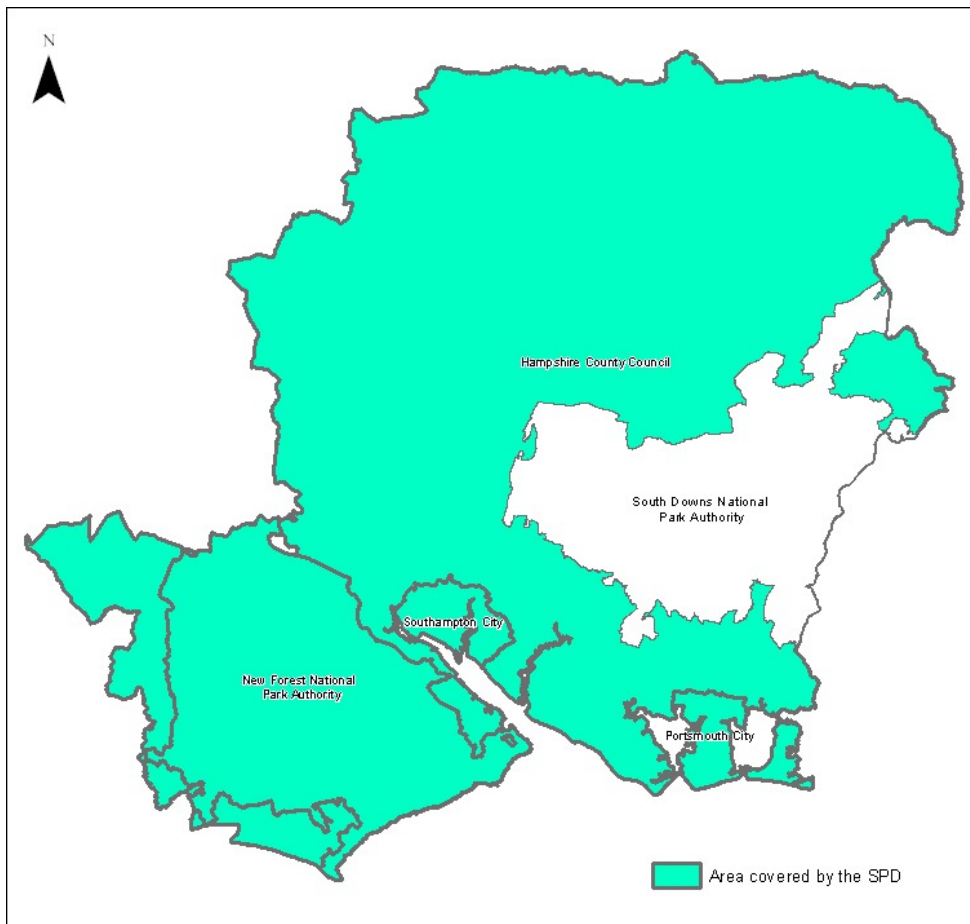 N
Hampshire County Council
South Downs National
Park Authority
Southampton City
New Forest National
Park Authority
Portsmouth City
Area covered by the SPD